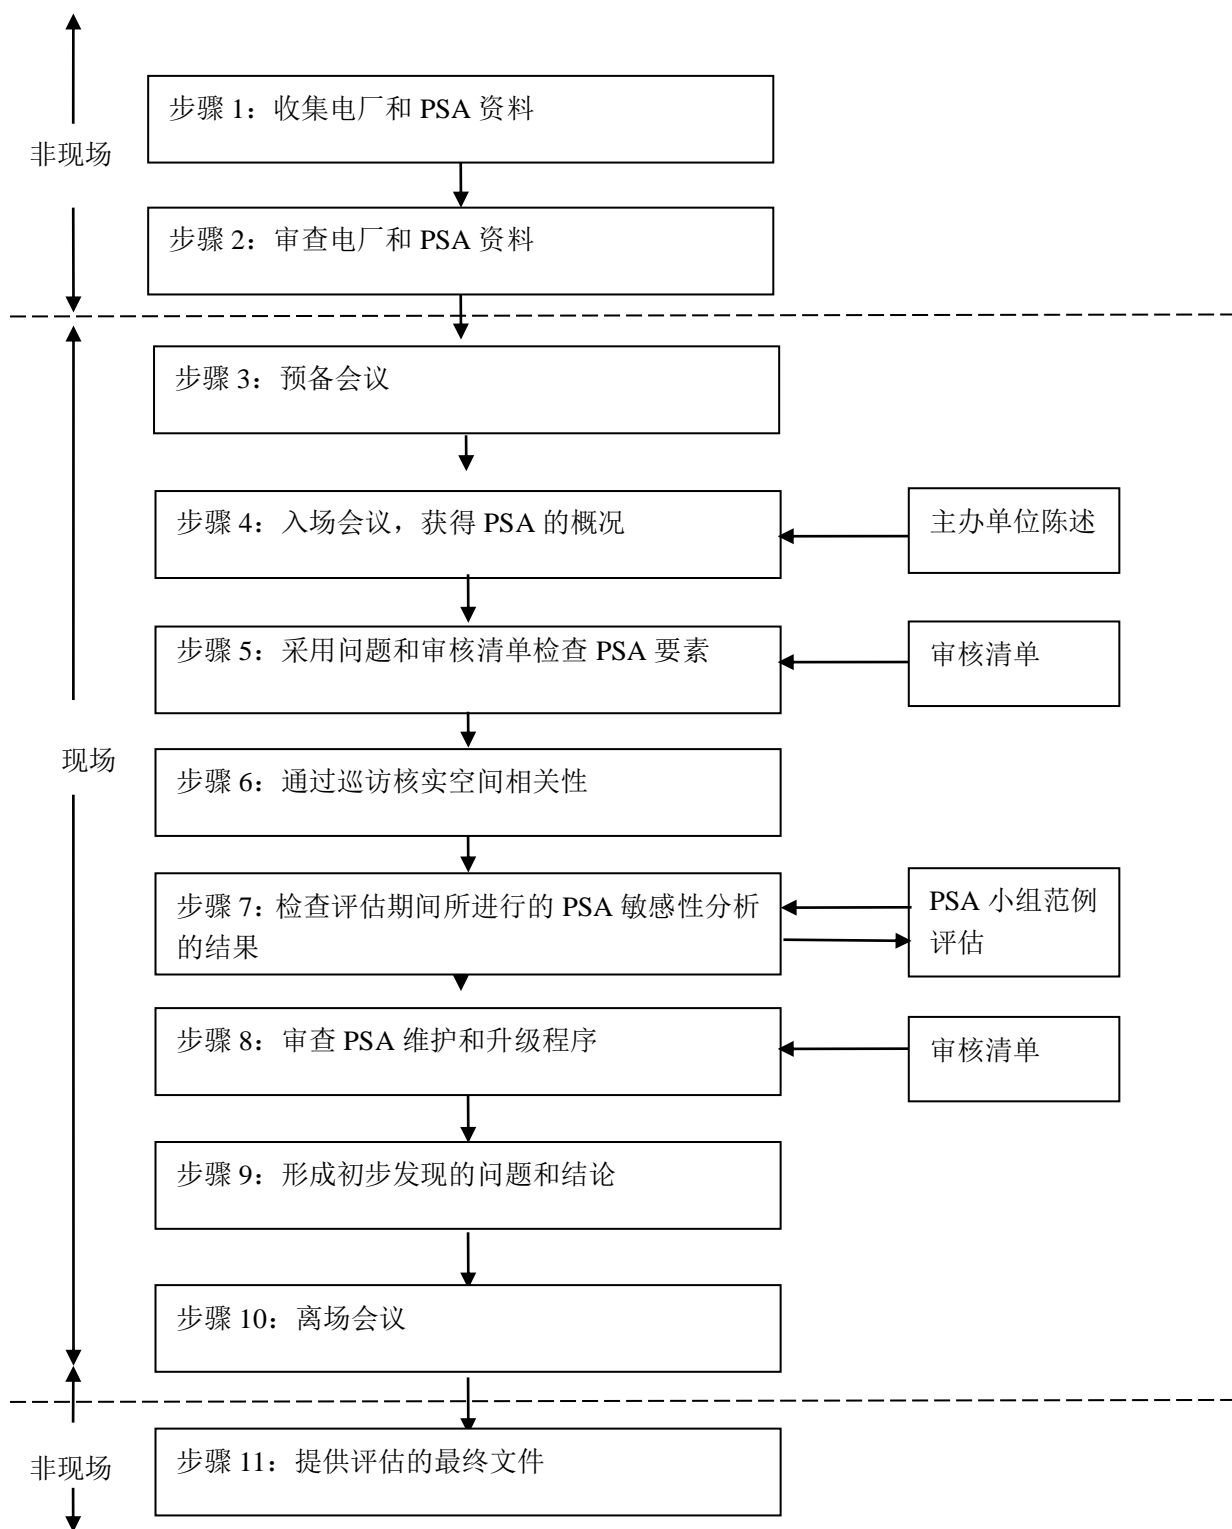 步骤 1：收集电厂和 PSA 资料
非现场
步骤 2：审查电厂和 PSA 资料
步骤 3：预备会议
步骤 4：入场会议，获得 PSA 的概况
主办单位陈述
步骤 5：采用问题和审核清单检查 PSA 要素
审核清单
现场
步骤 6：通过巡访核实空间相关性
步骤 7：检查评估期间所进行的 PSA 敏感性分析
的结果
PSA 小组范例
评估
步骤 8：审查 PSA 维护和升级程序
审核清单
步骤 9：形成初步发现的问题和结论
步骤 10：离场会议
非现场
步骤 11：提供评估的最终文件